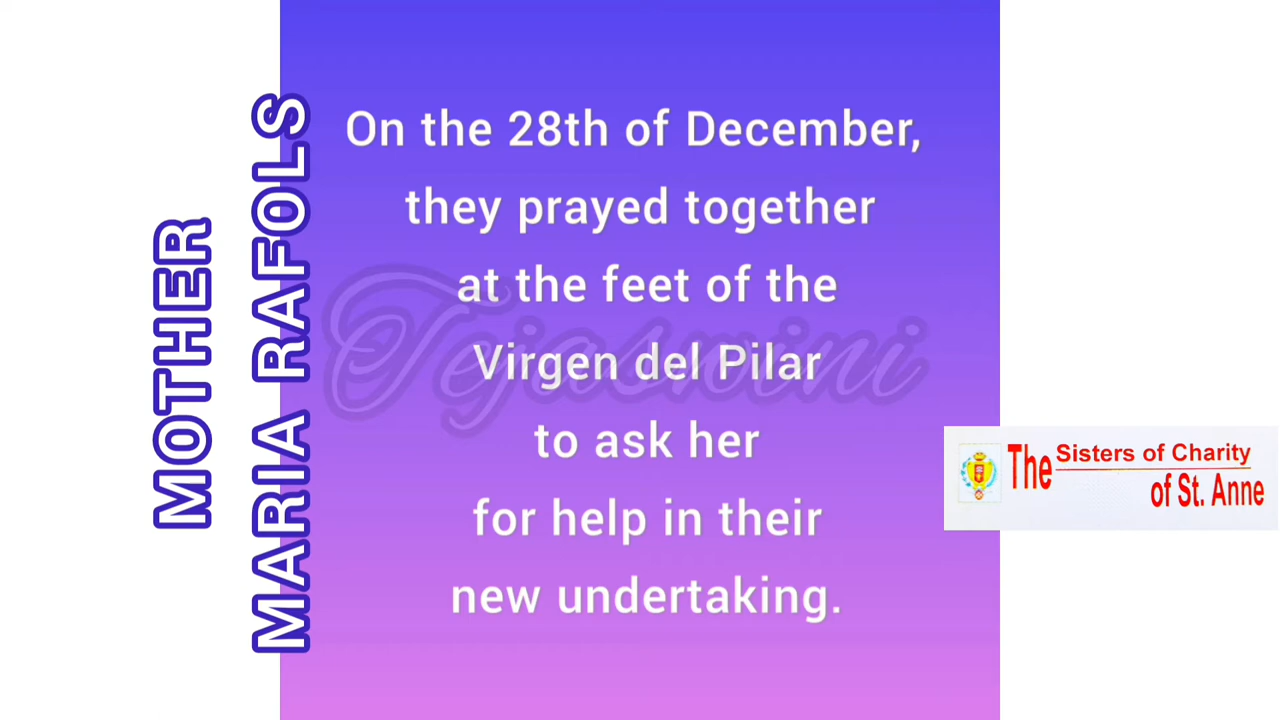 MOTHER
MARIA RAFOLS
On the 28th of December,
they prayed together
at the feet of the
Virgen del Pilar
to ask her
for help in their
new undertaking.
Tejaswini
The Sisters of Charity
of St. Anne